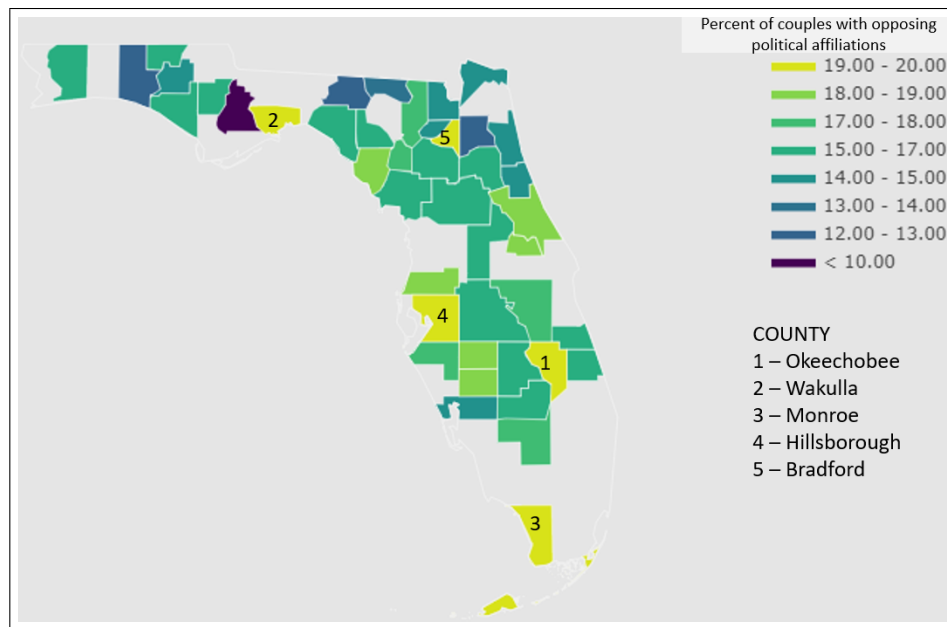 Percent of couples with opposing
political affiliations
19.00 - 20.00
18.00 - 19.00
17.00 - 18.00
15.00 - 17.00
14.00 - 15.00
13.00 - 14.00
12.00 - 13.00
< 10.00
2
5
4
1
3
COUNTY
1 – Okeechobee
2 – Wakulla
3 – Monroe
4 – Hillsborough
5 – Bradford